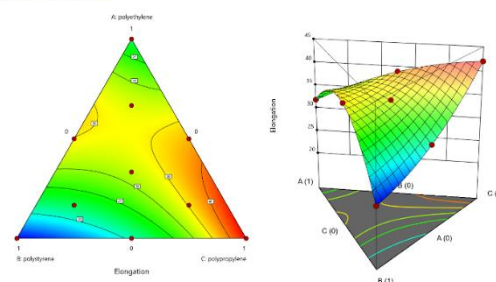 A: polyethylene
1
0
0
1
0
1
B: polystyrene
C: polypropylene
Elongation
45
40
35
30
25
20
Elongation
A (1)
B (0)
C (0)
A (0)
B (1)